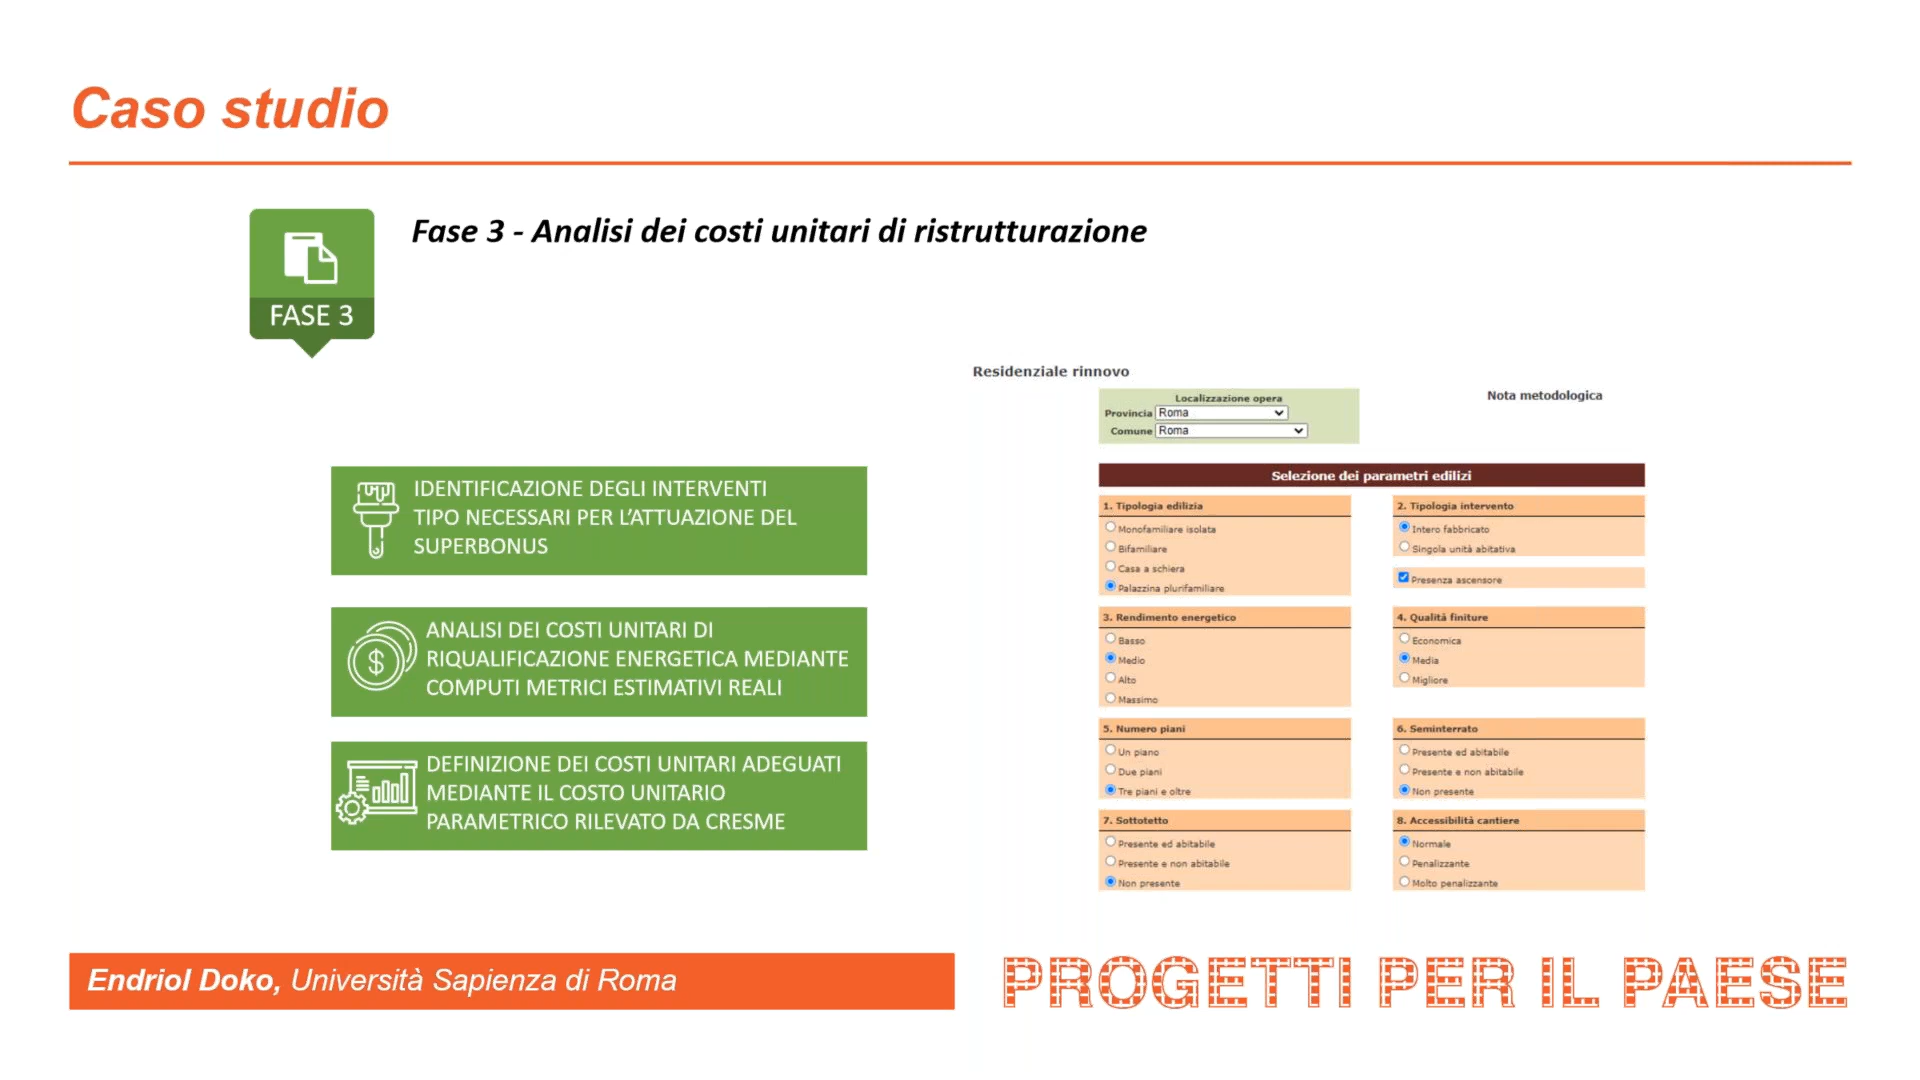 Caso studio
Fase 3 - Analisi dei costi unitari di ristrutturazione
FASE 3
IDENTIFICAZIONE DEGLI INTERVENTI
TIPO NECESSARI PER L’ATTUAZIONE DEL
SUPERBONUS
ANALISI DEI COSTI UNITARI DI
RIQUALIFICAZIONE ENERGETICA MEDIANTE
COMPUTI METRICI ESTIMATIVI REALI
DEFINIZIONE DEI COSTI UNITARI ADEGUATI
MEDIANTE IL COSTO UNITARIO
PARAMETRICO RILEVATO DA CRESME
Residenziale rinnovo
Localizzazione opera
Provincia Roma
Comune Roma
Nota metodologica
Selezione dei parametri edilizi
1. Tipologia edilizia
Monofamiliare isolata
Bifamiliare
Casa a schiera
Palazzina plurifamiliare
2. Tipologia intervento
Intero fabbricato
Singola unità abitativa
Presenza ascensore
3. Rendimento energetico
Basso
Medio
Alto
Massimo
4. Qualità finiture
Economica
Media
Migliore
5. Numero piani
Un piano
Due piani
Tre piani e oltre
6. Seminterrato
Presente ed abitabile
Presente e non abitabile
Non presente
7. Sottotetto
Presente ed abitabile
Presente e non abitabile
Non presente
8. Accessibilità cantiere
Normale
Penalizzante
Molto penalizzante
Endriol Doko, Università Sapienza di Roma
PROGETTI PER IL PAESE